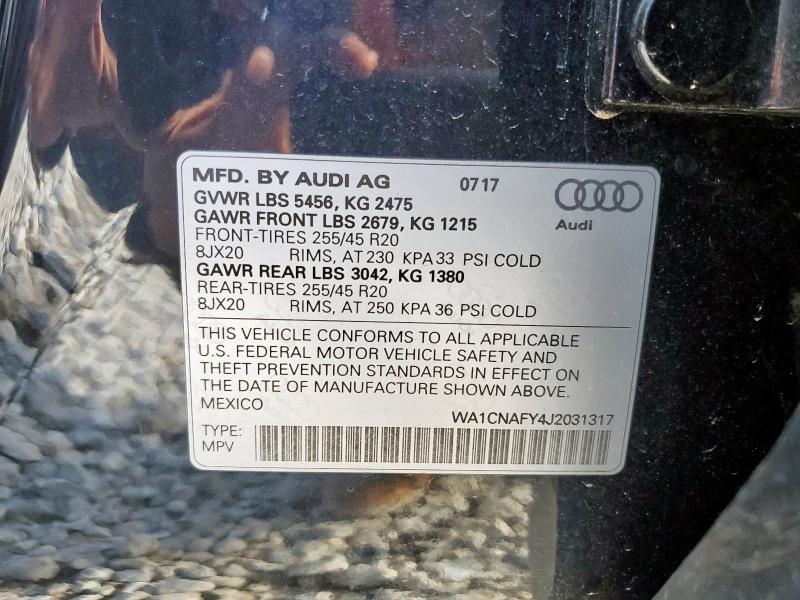 MFD. BY AUDI AG 0717
GVWR LBS 5456, KG 2475
GAWR FRONT LBS 2679, KG 1215
Audi
FRONT-TIRES 255/45 R20
8JX20 RIMS, AT 230 KPA 33 PSI COLD
GAWR REAR LBS 3042, KG 1380
REAR-TIRES 255/45 R20
8JX20 RIMS, AT 250 KPA 36 PSI COLD
THIS VEHICLE CONFORMS TO ALL APPLICABLE
U.S. FEDERAL MOTOR VEHICLE SAFETY AND
THEFT PREVENTION STANDARDS IN EFFECT ON
THE DATE OF MANUFACTURE SHOWN ABOVE.
MEXICO
WA1CNAFY4J2031317
TYPE:
MPV